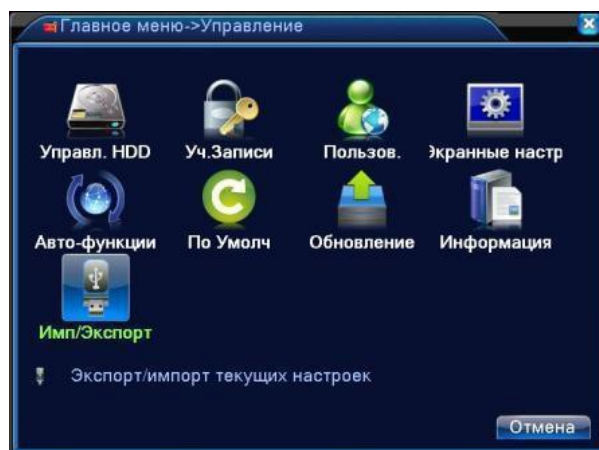 Главное меню->Управление
Управл. HDD Уч.Записи Пользов. Экранные настр
Авто-функции По Умолч Обновление Информация
Имп/Экспорт
Экспорт/импорт текущих настроек
Отмена